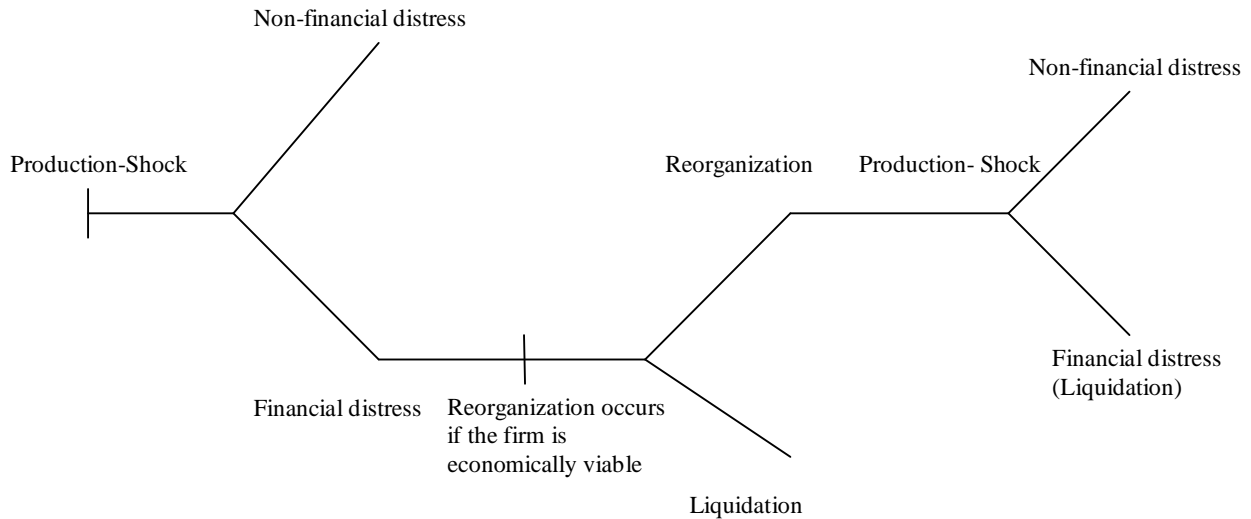 Non-financial distress
Non-financial distress
Production-Shock
Reorganization
Production- Shock
Financial distress
(Liquidation)
Financial distress
Reorganization occurs
if the firm is
economically viable
Liquidation